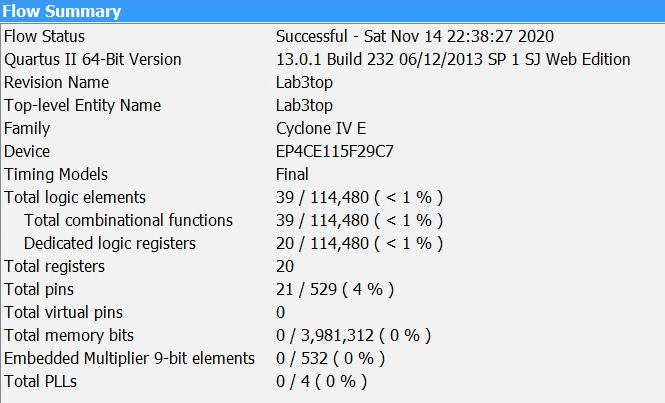 Flow Summary
Flow Status Successful - Sat Nov 14 22:38:27 2020
Quartus II 64-Bit Version 13.0.1 Build 232 06/12/2013 SP 1 SJ Web Edition
Revision Name Lab3top
Top-level Entity Name Lab3top
Family Cyclone IV E
Device EP4CE115F29C7
Timing Models Final
Total logic elements 39 / 114,480 ( < 1 % )
Total combinational functions 39 / 114,480 ( < 1 % )
Dedicated logic registers 20 / 114,480 ( < 1 % )
Total registers 20
Total pins 21 / 529 ( 4 % )
Total virtual pins 0
Total memory bits 0 / 3,981,312 ( 0 % )
Embedded Multiplier 9-bit elements 0 / 532 ( 0 % )
Total PLLs 0 / 4 ( 0 % )